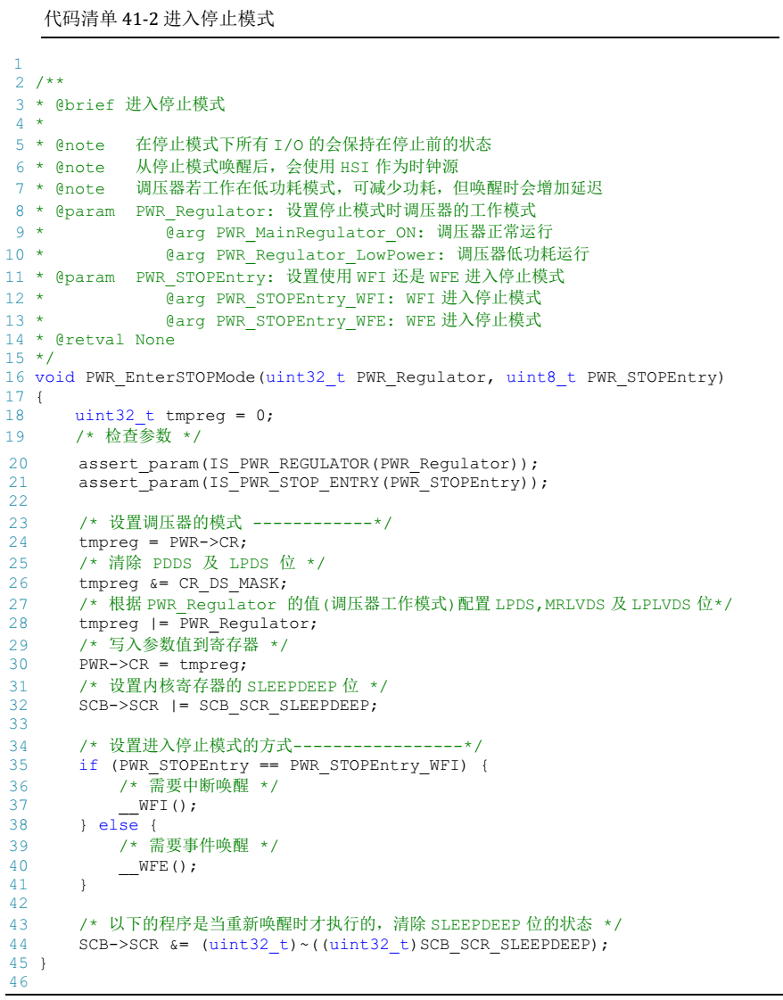 代码清单 41-2 进入停止模式
1
2 /**
3 * @brief 进入停止模式
4 *
5 * @note   在停止模式下所有 I/O 的会保持在停止前的状态
6 * @note   从停止模式唤醒后，会使用 HSI 作为时钟源
7 * @note   调压器若工作在低功耗模式，可减少功耗，但唤醒时会增加延迟
8 * @param  PWR_Regulator: 设置停止模式时调压器的工作模式
9 *            @arg PWR_MainRegulator_ON: 调压器正常运行
10 *            @arg PWR_Regulator_LowPower: 调压器低功耗运行
11 * @param  PWR_STOPEntry: 设置使用 WFI 还是 WFE 进入停止模式
12 *            @arg PWR_STOPEntry_WFI: WFI 进入停止模式
13 *            @arg PWR_STOPEntry_WFE: WFE 进入停止模式
14 * @retval None
15 */
16 void PWR_EnterSTOPMode(uint32_t PWR_Regulator, uint8_t PWR_STOPEntry)
17 {
18     uint32_t tmpreg = 0;
19     /* 检查参数 */
20     assert_param(IS_PWR_REGULATOR(PWR_Regulator));
21     assert_param(IS_PWR_STOP_ENTRY(PWR_STOPEntry));
22
23     /* 设置调压器的模式 ------------*/
24     tmpreg = PWR->CR;
25     /* 清除 PDDS 及 LPDS 位 */
26     tmpreg &= CR_DS_MASK;
27     /* 根据 PWR_Regulator 的值(调压器工作模式)配置 LPDS,MRLVDS 及 LPLVDS 位*/
28     tmpreg |= PWR_Regulator;
29     /* 写入参数值到寄存器 */
30     PWR->CR = tmpreg;
31     /* 设置内核寄存器的 SLEEPDEEP 位 */
32     SCB->SCR |= SCB_SCR_SLEEPDEEP;
33
34     /* 设置进入停止模式的方式-----------------*/
35     if (PWR_STOPEntry == PWR_STOPEntry_WFI) {
36         /* 需要中断唤醒 */
37         __WFI();
38     } else {
39         /* 需要事件唤醒 */
40         __WFE();
41     }
42
43     /* 以下的程序是当重新唤醒时才执行的，清除 SLEEPDEEP 位的状态 */
44     SCB->SCR &= (uint32_t)~((uint32_t)SCB_SCR_SLEEPDEEP);
45 }
46